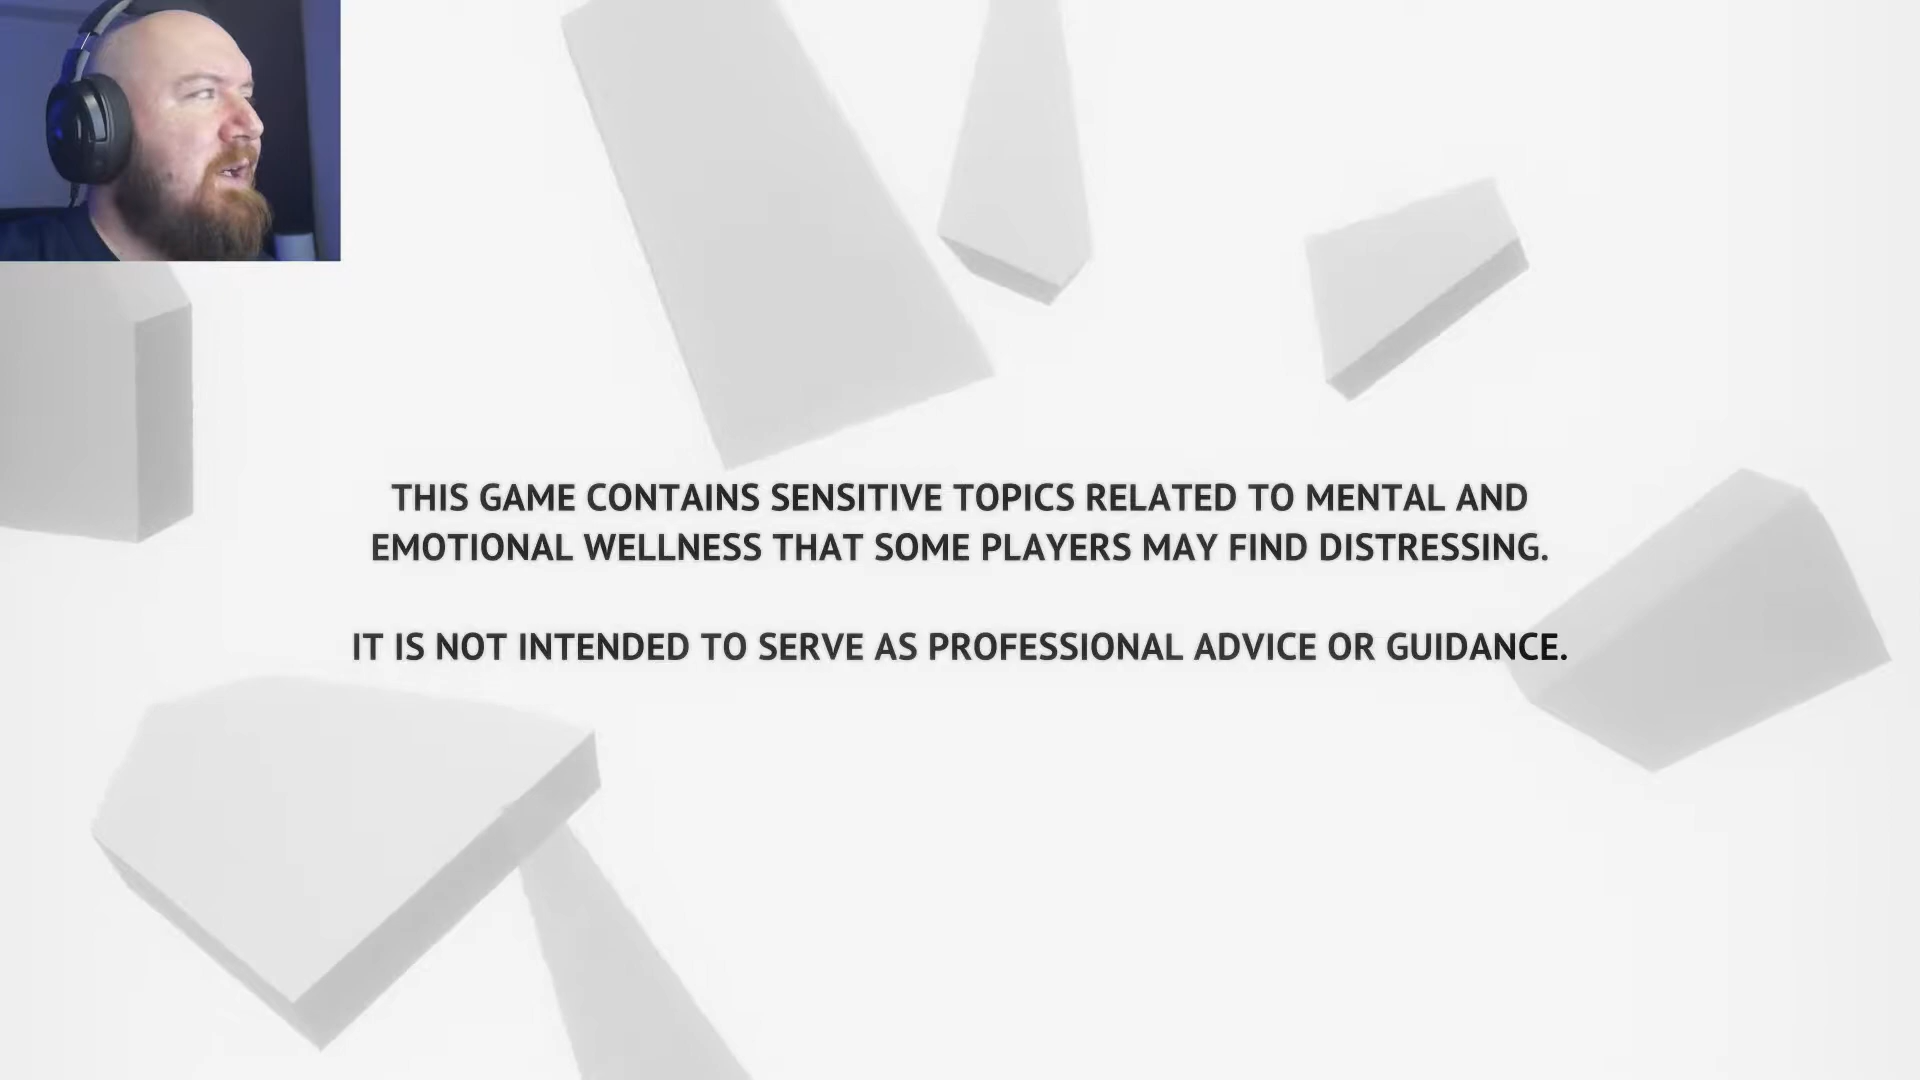 THIS GAME CONTAINS SENSITIVE TOPICS RELATED TO MENTAL AND
EMOTIONAL WELLNESS THAT SOME PLAYERS MAY FIND DISTRESSING.
IT IS NOT INTENDED TO SERVE AS PROFESSIONAL ADVICE OR GUIDANCE.